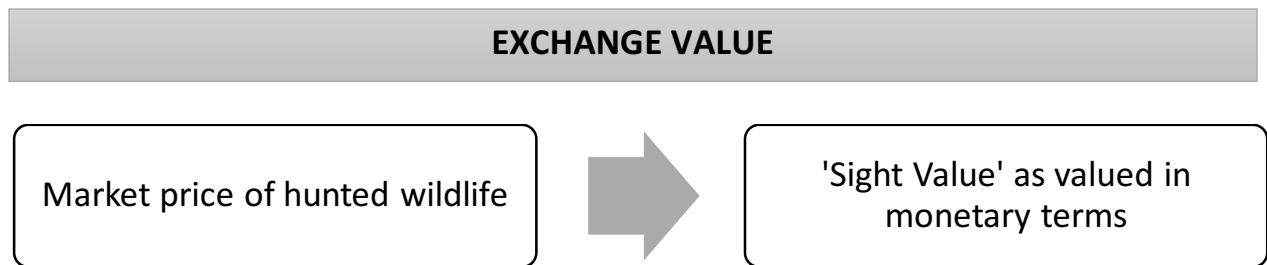 EXCHANGE VALUE
Market price of hunted wildlife
'Sight Value' as valued in
monetary terms